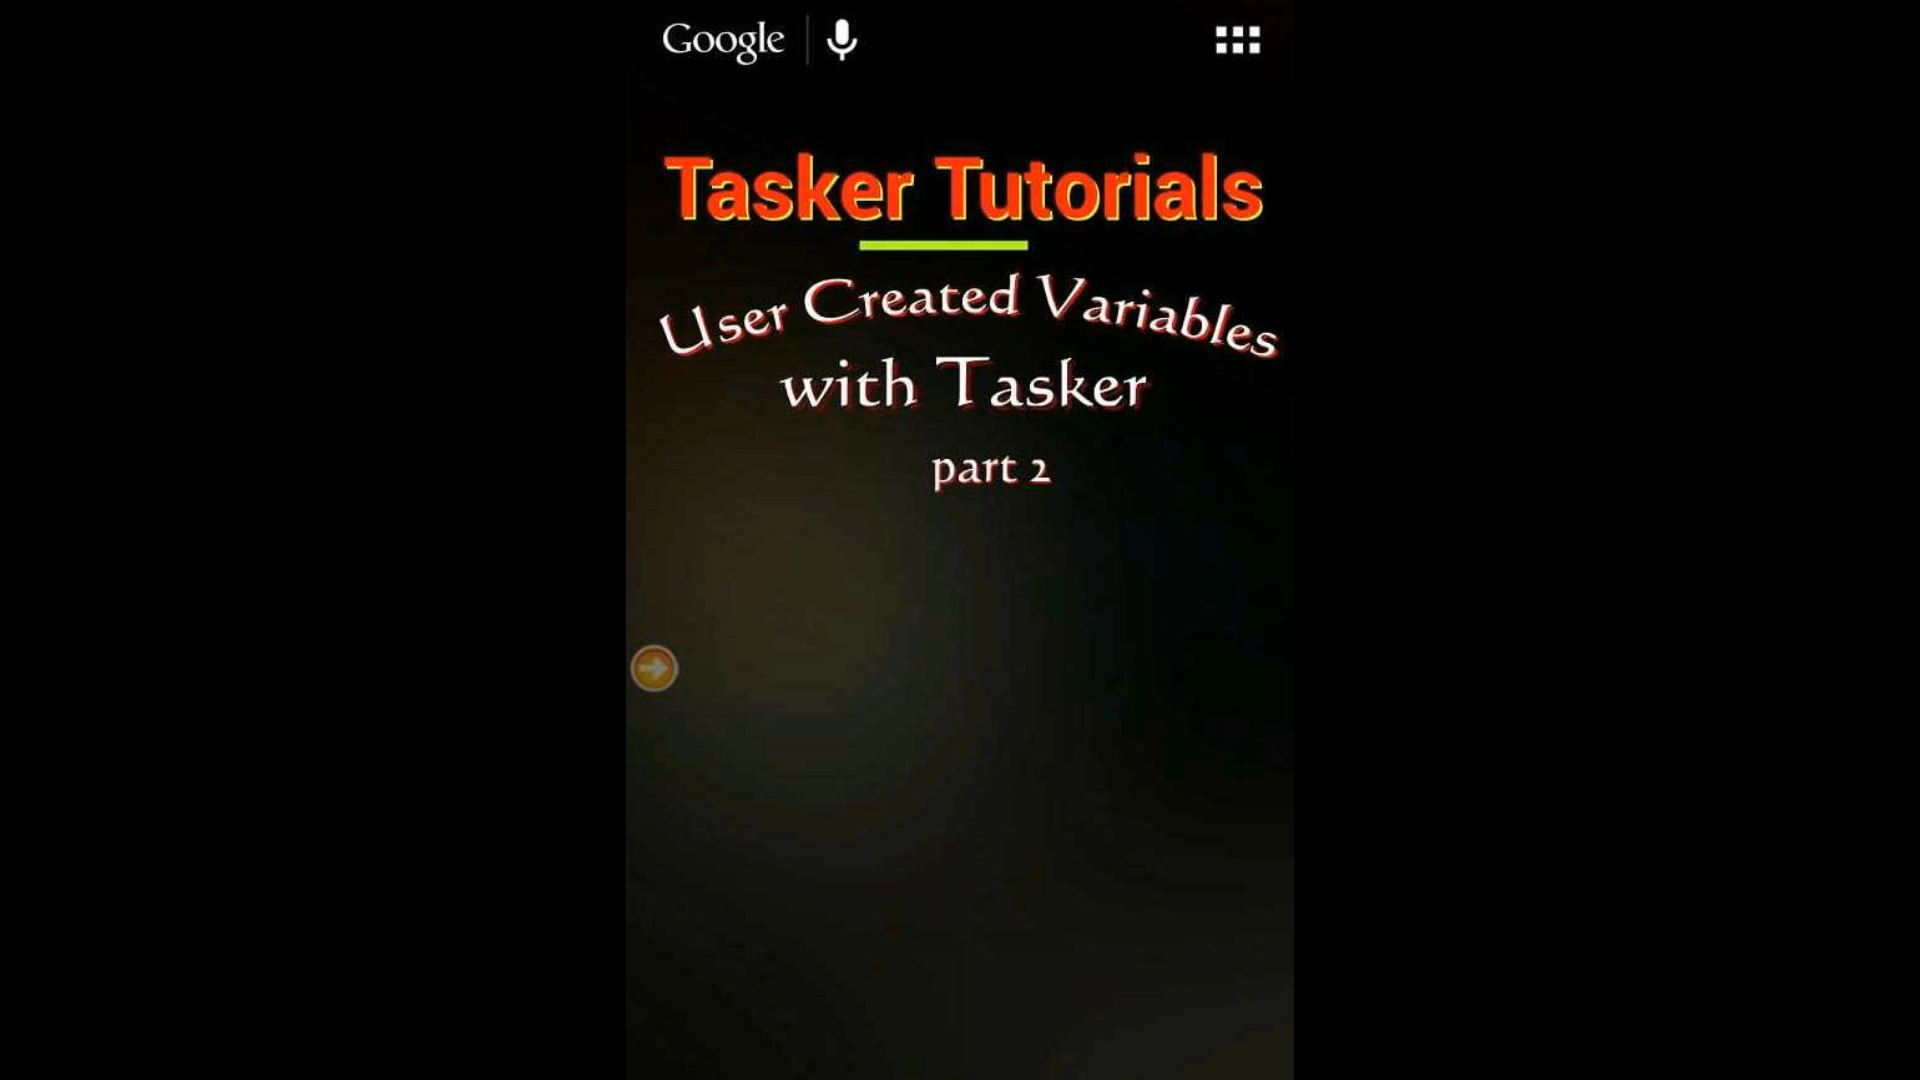 Google
Tasker Tutorials
User Created Variables
with Tasker
part 2